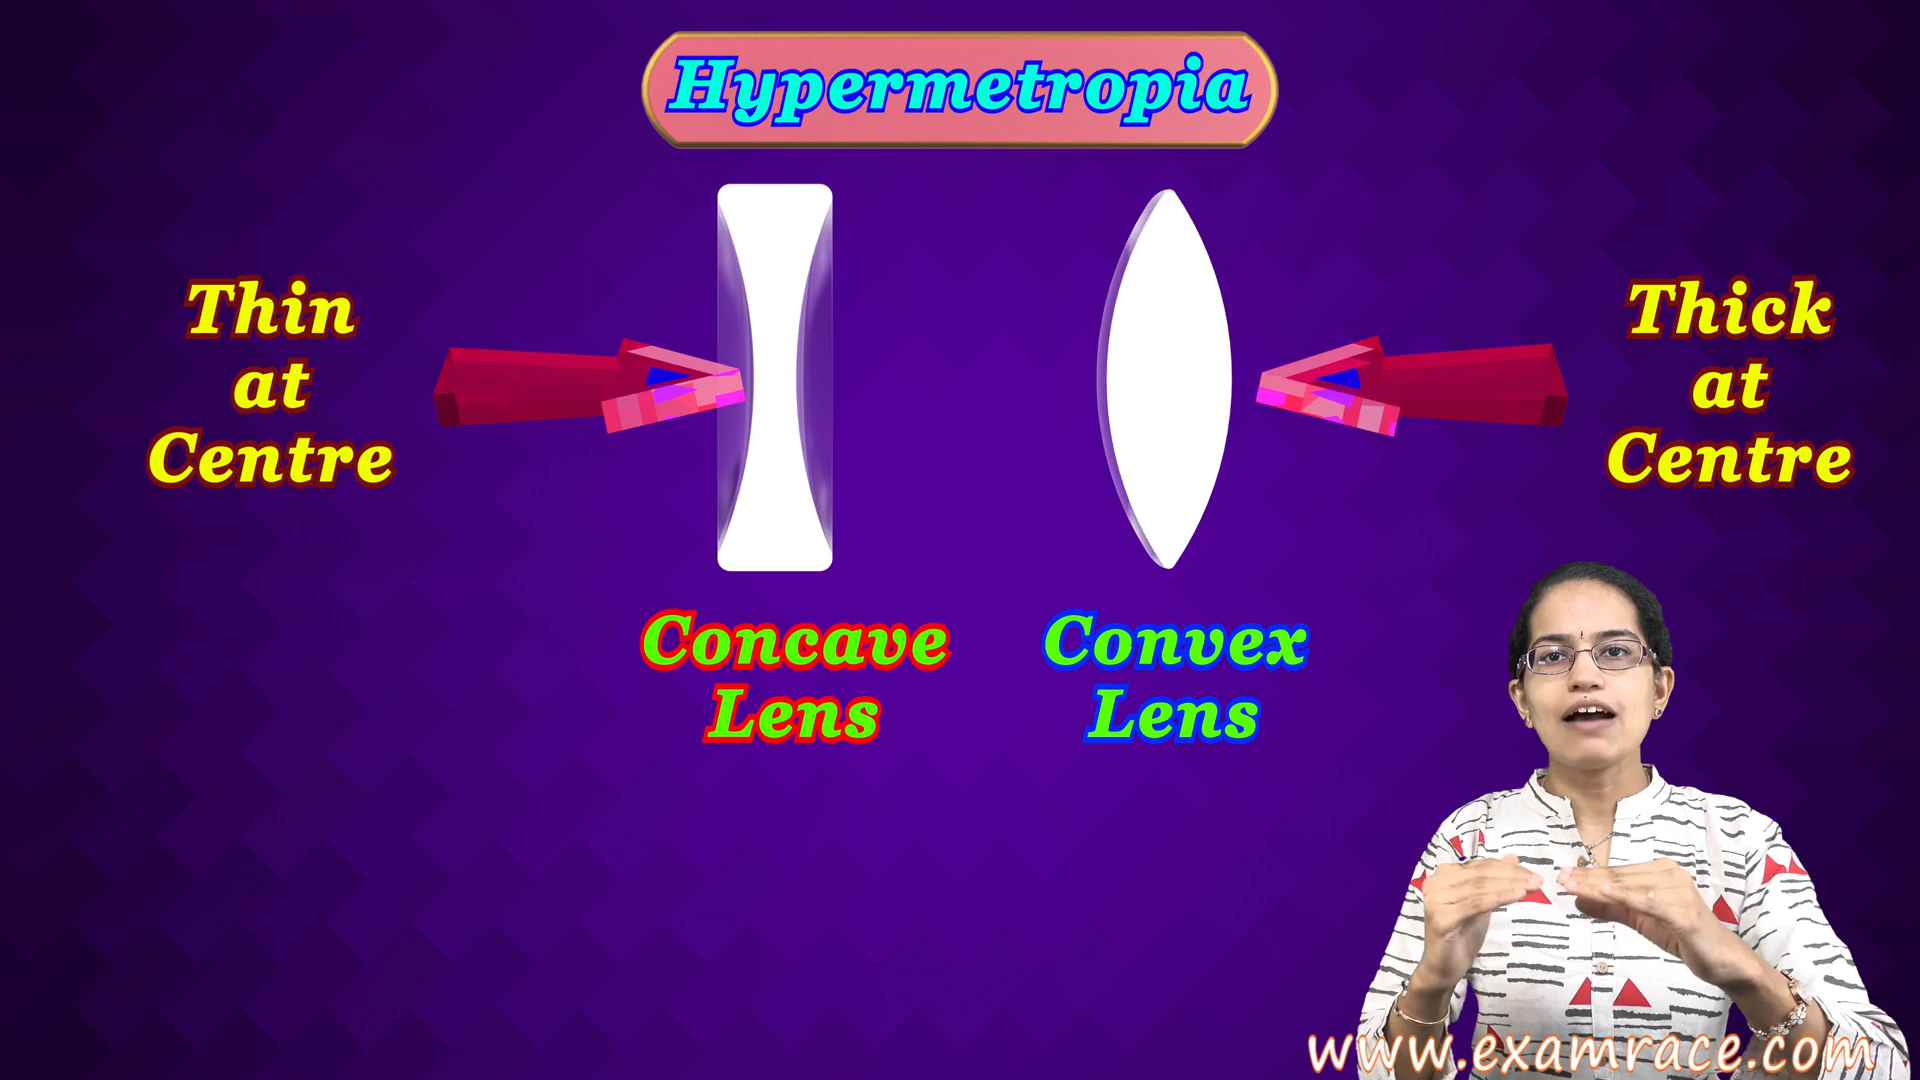 Hypermetropia
Thin
at
Centre
Thick
at
Centre
Concave
Lens
Convex
Lens
www.examrace.com